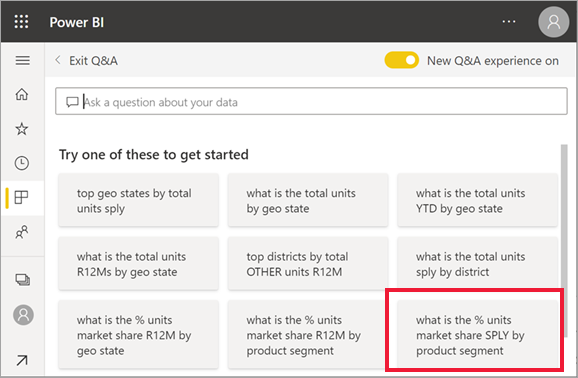 Power BI
Exit Q&A
New Q&A experience on
Ask a question about your data
Try one of these to get started
top geo states by total
units sply
what is the total units
by geo state
what is the total units
YTD by geo state
what is the total units
R12Ms by geo state
top districts by total
OTHER units R12M
what is the total units
sply by district
what is the % units
market share R12M by
geo state
what is the % units
market share R12M by
product segment
what is the % units
market share SPLY by
product segment